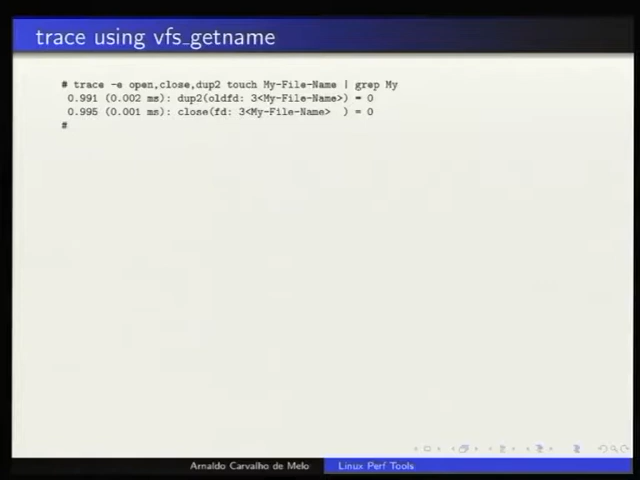 trace using vfs_getname
# trace -e open,close,dup2 touch My-File-Name | grep My
0.991 (0.002 ms): dup2(oldfd: 3<My-File-Name>) = 0
0.995 (0.001 ms): close(fd: 3<My-File-Name> ) = 0
#
Arnaldo Carvalho de Melo
Linux Perf Tools